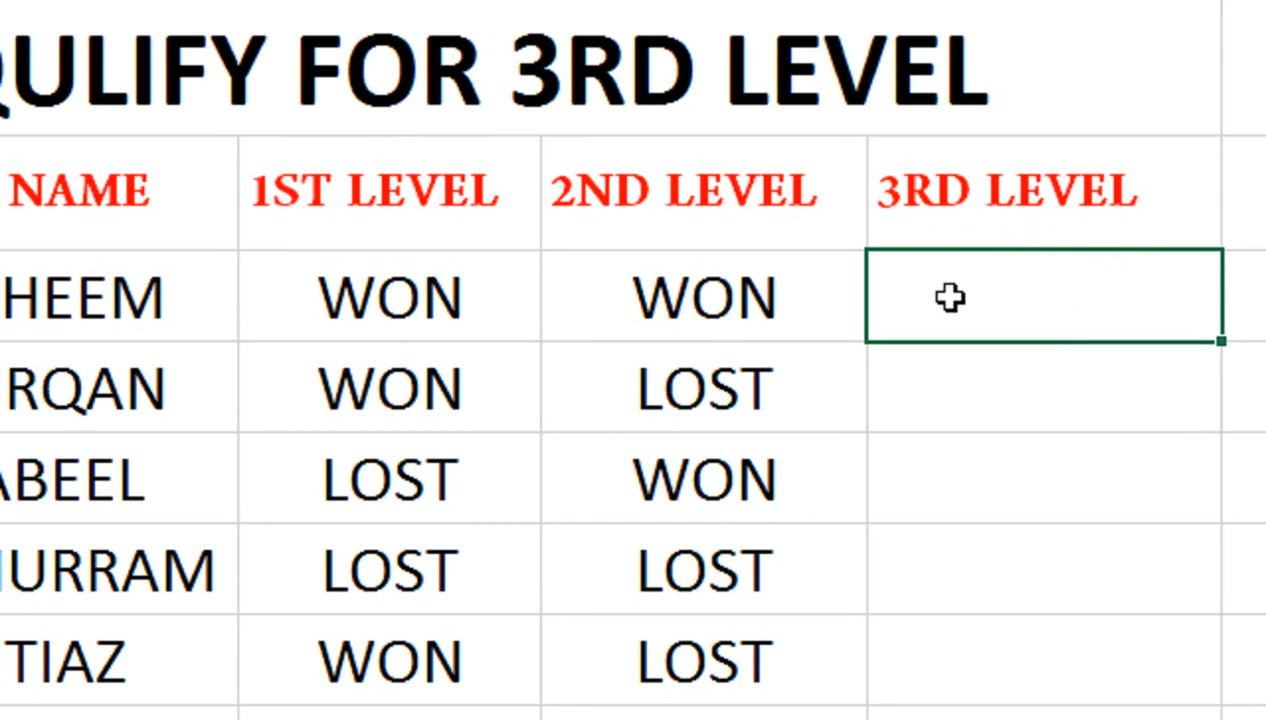 QULIFY FOR 3RD LEVEL
NAME 1ST LEVEL 2ND LEVEL 3RD LEVEL
HEEM WON WON
RQAN WON LOST
ABEEL LOST WON
URRAM LOST LOST
TIAZ WON LOST